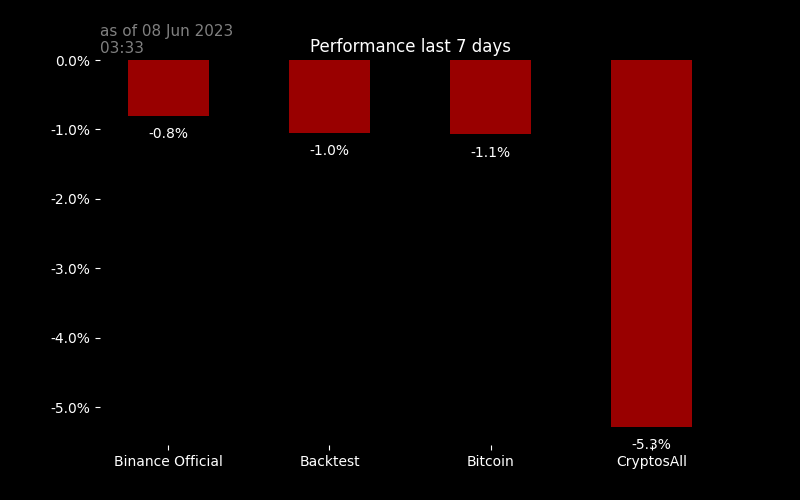 as of 08 Jun 2023
03:33
Performance last 7 days
0.0%
-1.0%
-2.0%
-3.0%
-4.0%
-5.0%
-0.8%
-1.0%
-1.1%
-5.3%
Binance Official
Backtest
Bitcoin
CryptosAll